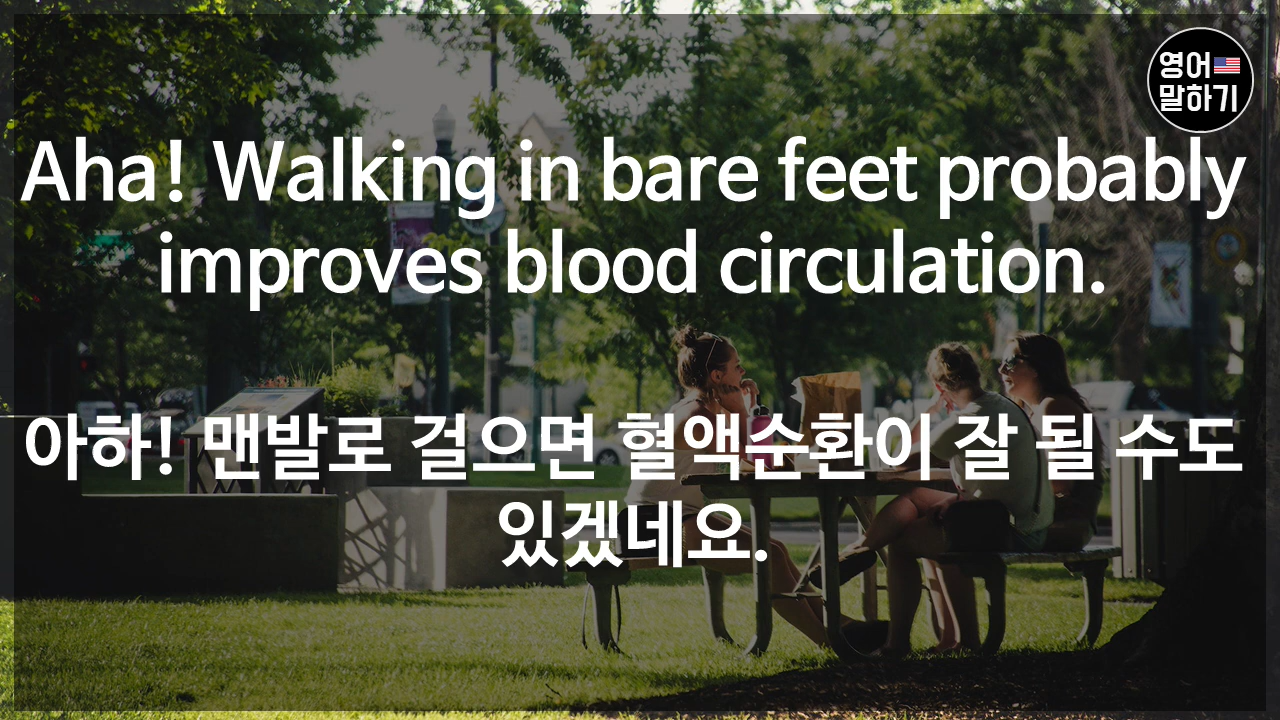 영어
말하기
Aha! Walking in bare feet probably
improves blood circulation.
아하! 맨발로 걸으면 혈액순환이 잘 될 수도
있겠네요.